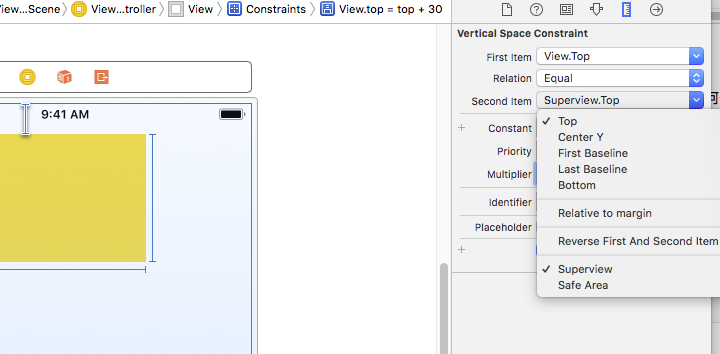 View...Scene〉 View...troller〉 View〉 Constraints〉 View.top = top + 30
Vertical Space Constraint
First Item View.Top
Relation Equal
Second Item Superview.Top
9:41 AM
+ Constant
Priority
Multiplier
Identifier
Placeholder
+
✓ Top
Center Y
First Baseline
Last Baseline
Bottom
Relative to margin
Reverse First And Second Item
✓ Superview
Safe Area